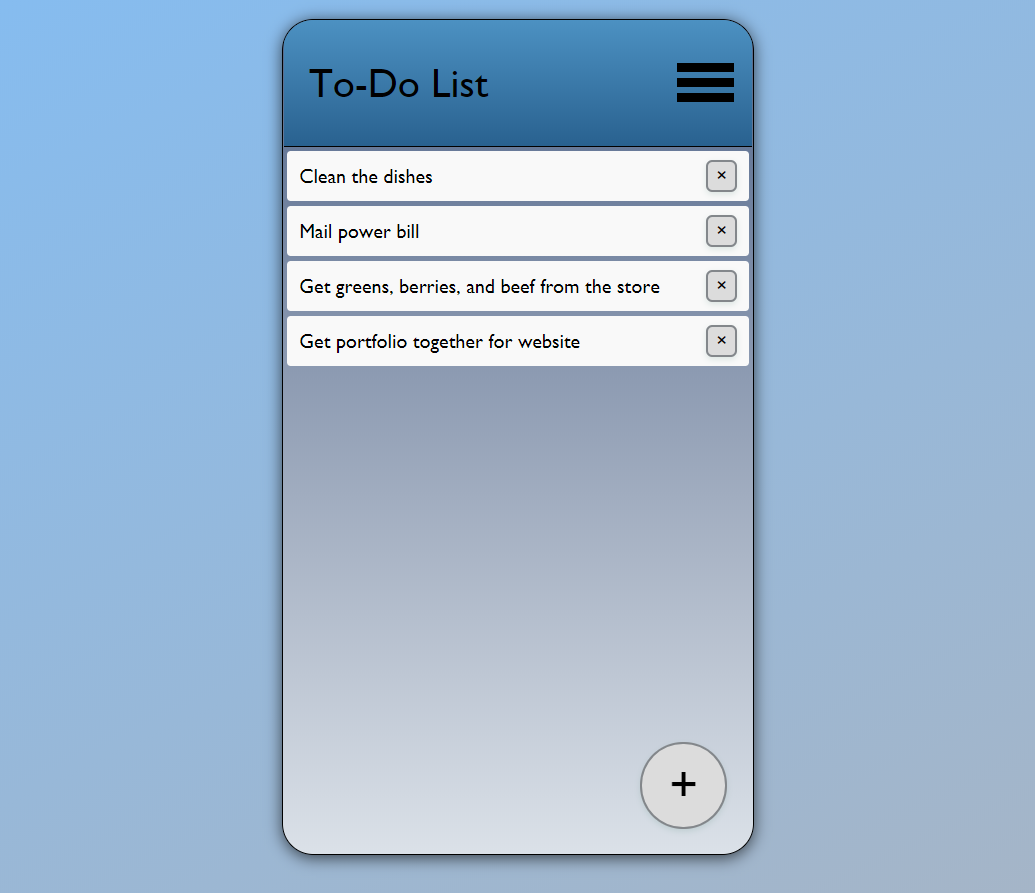 To-Do List
Clean the dishes ×
Mail power bill ×
Get greens, berries, and beef from the store ×
Get portfolio together for website ×
+